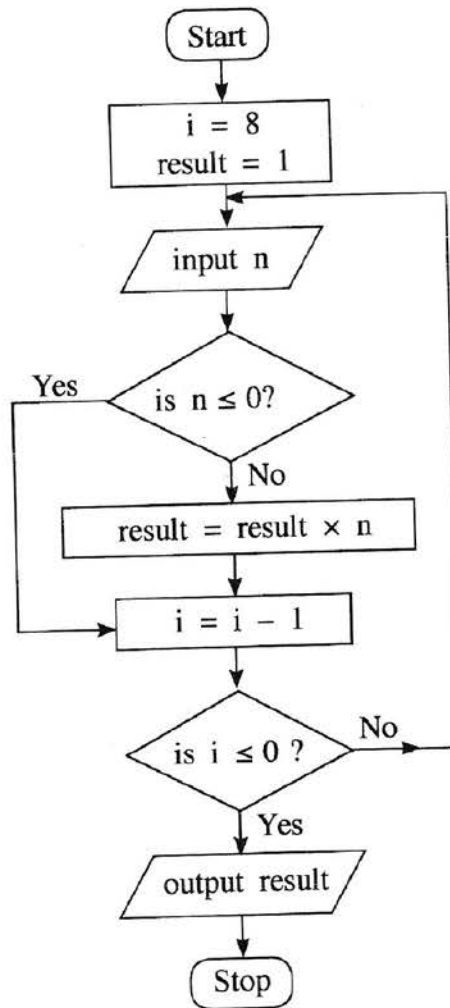 Start
i = 8
result = 1
input n
is n ≤ 0?
Yes
No
result = result × n
i = i − 1
is i ≤ 0 ?
No
Yes
output result
Stop